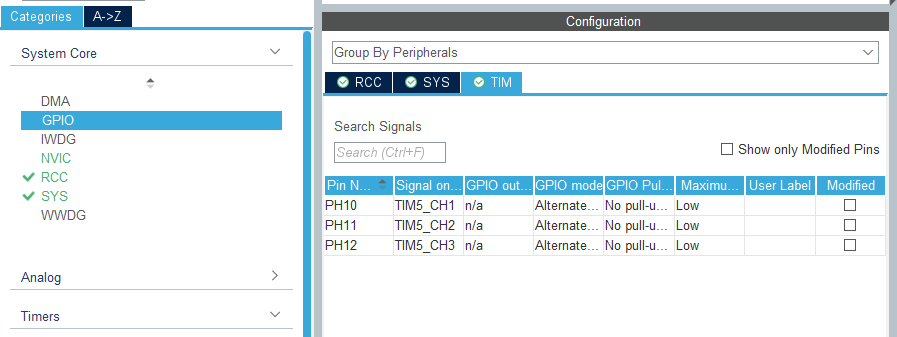 Categories A->Z
System Core
DMA
GPIO
IWDG
NVIC
RCC
SYS
WWDG
Analog
Timers
Configuration
Group By Peripherals
RCC SYS TIM
Search Signals
Search (Ctrl+F)
Show only Modified Pins
Pin N... Signal on... GPIO out... GPIO mode GPIO Pul... Maximu... User Label Modified
PH10 TIM5_CH1 n/a Alternate... No pull-u... Low
PH11 TIM5_CH2 n/a Alternate... No pull-u... Low
PH12 TIM5_CH3 n/a Alternate... No pull-u... Low